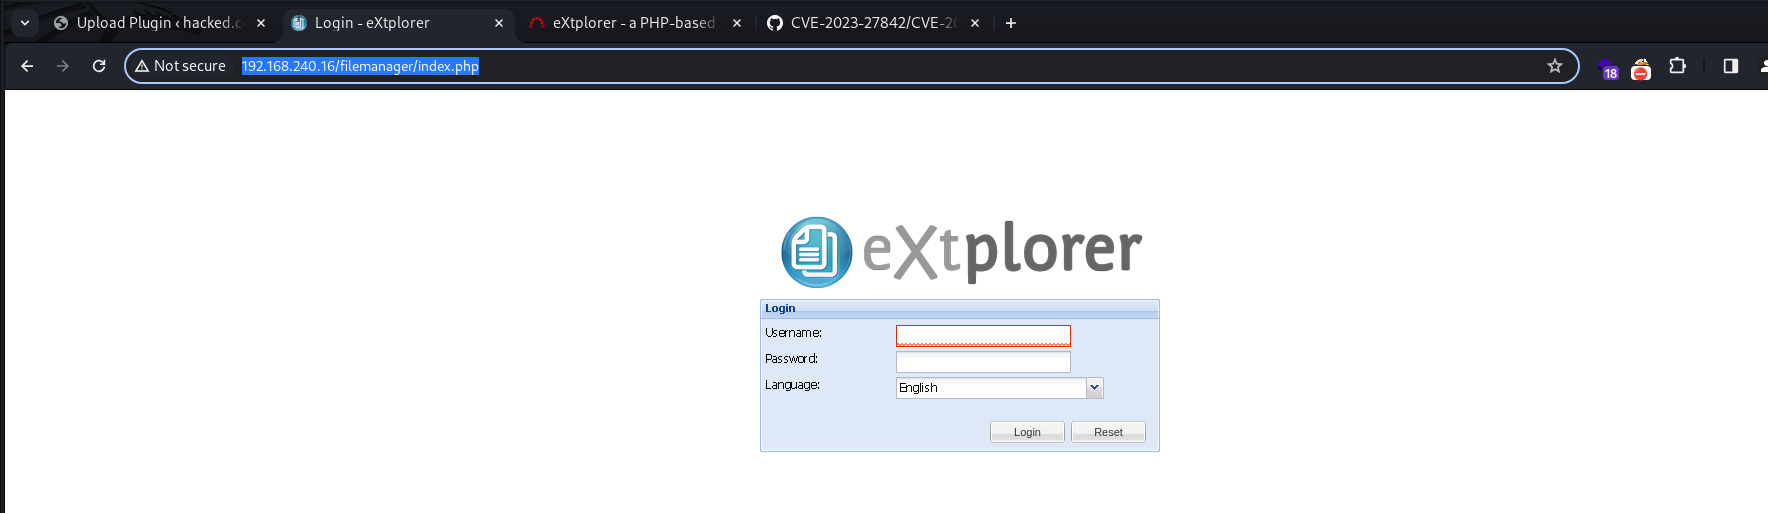 Upload Plugin ‹ hacked.c
Login - eXtplorer
eXtplorer - a PHP-based
CVE-2023-27842/CVE-20
Not secure
192.168.240.16/filemanager/index.php
18
eXtplorer
Login
Username:
Password:
Language:
English
Login
Reset